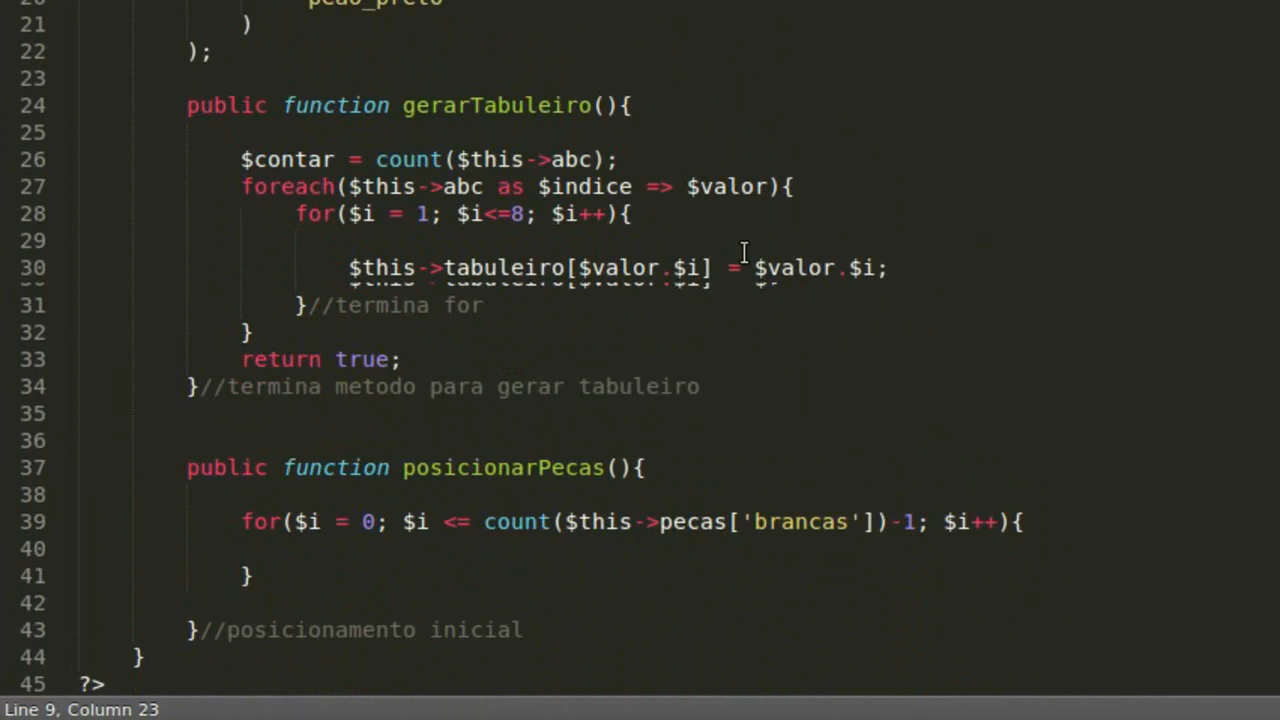 20 peao_preto
21 )
22 );
23
24 public function gerarTabuleiro(){
25
26 $contar = count($this->abc);
27 foreach($this->abc as $indice => $valor){
28 for($i = 1; $i<=8; $i++){
29
30 $this->tabuleiro[$valor.$i] = $valor.$i;
31 }//termina for
32 }
33 return true;
34 }//termina metodo para gerar tabuleiro
35
36
37 public function posicionarPecas(){
38
39 for($i = 0; $i <= count($this->pecas['brancas'])-1; $i++){
40
41 }
42
43 }//posicionamento inicial
44 }
45 ?>
Line 9, Column 23